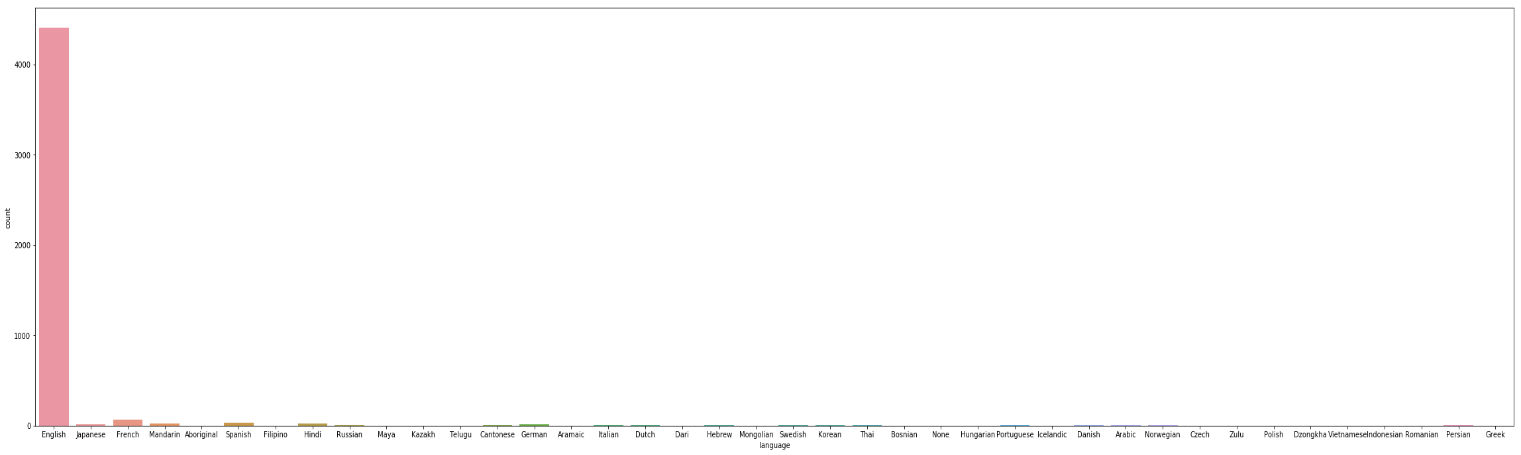 4000
3000
2000
1000
0
count
English Japanese French Mandarin Aboriginal Spanish Filipino Hindi Russian Maya Kazakh Telugu Cantonese German Aramaic Italian Dutch Dari Hebrew Mongolian Swedish Korean Thai Bosnian None Hungarian Portuguese Icelandic Danish Arabic Norwegian Czech Zulu Polish Dzongkha Vietnamese Indonesian Romanian Persian Greek
language